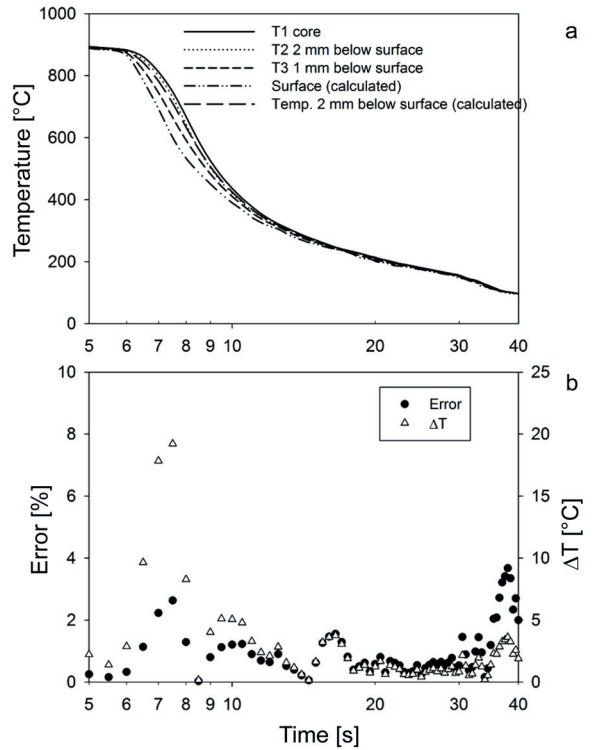 a
1000
800
600
400
200
0
Temperature [°C]
T1 core
T2 2 mm below surface
T3 1 mm below surface
Surface (calculated)
Temp. 2 mm below surface (calculated)
5 6 7 8 9 10 20 30 40
b
10
8
6
4
2
0
Error [%]
Error
ΔT
25
20
15
10
5
0
ΔT [°C]
5 6 7 8 9 10 20 30 40
Time [s]